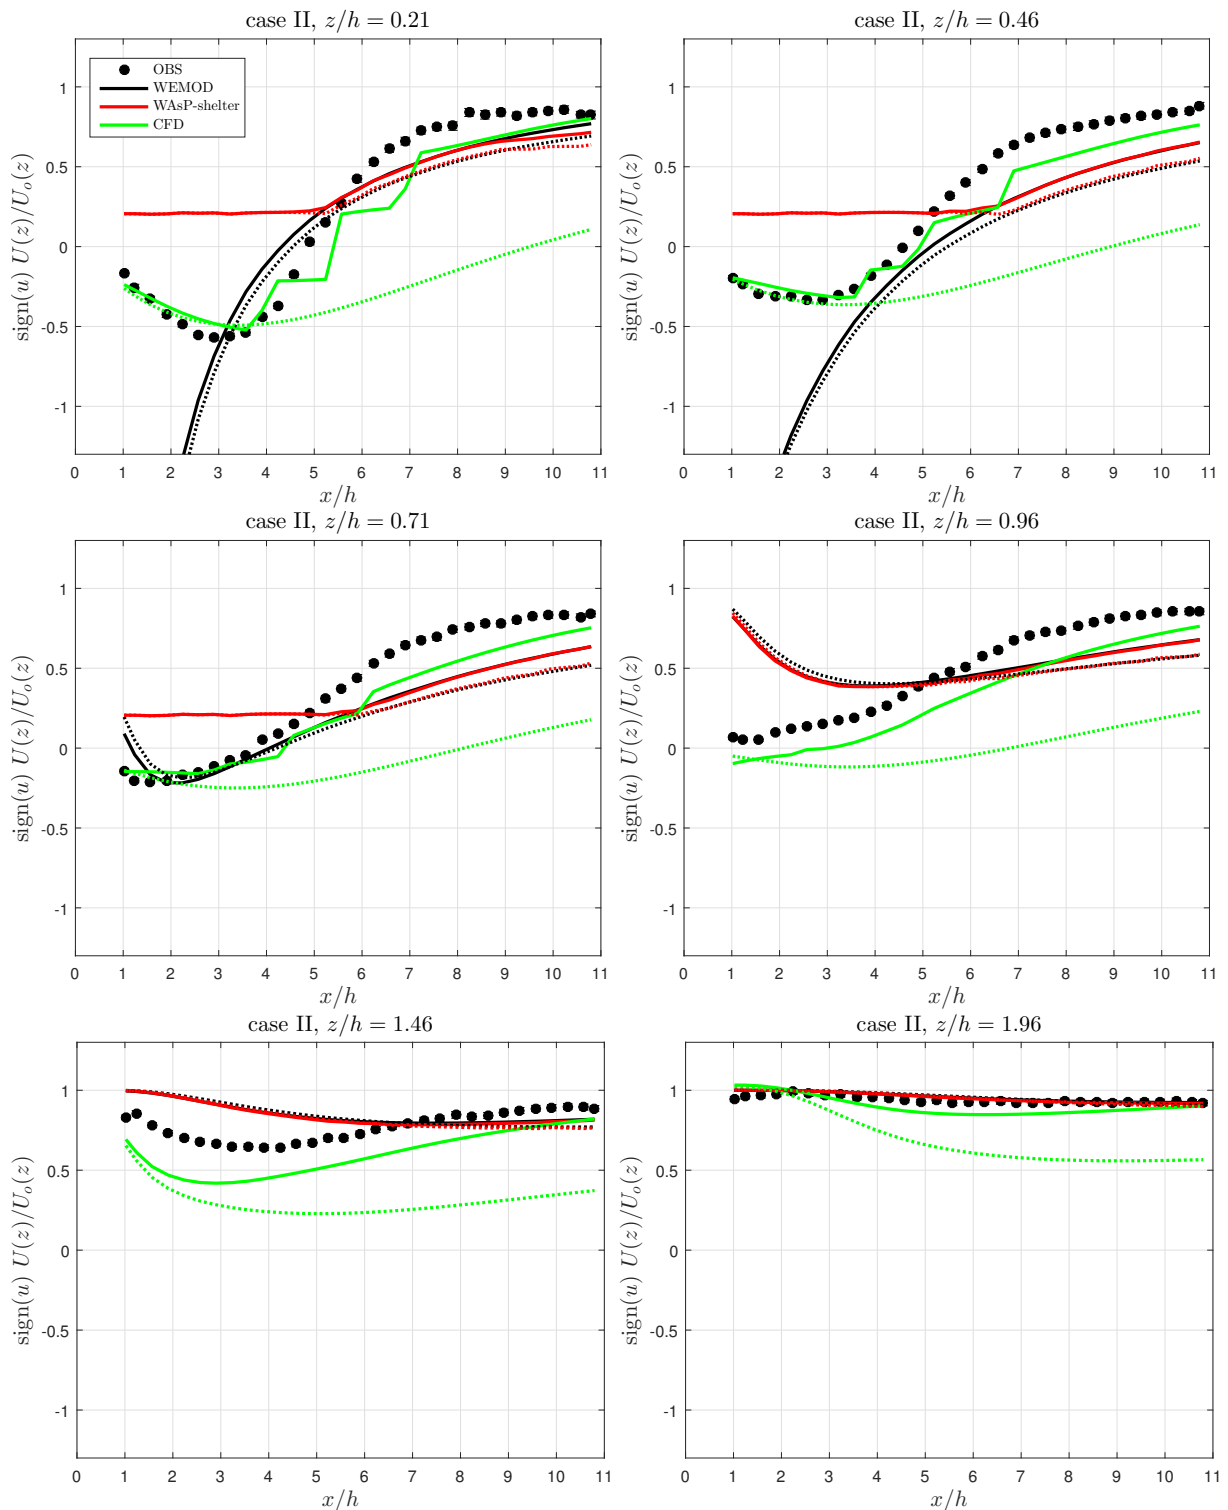 case II, z/h = 0.21
OBS
WEMOD
WAsP-shelter
CFD
1
0.5
0
-0.5
-1
sign(u) U(z)/U_o(z)
0 1 2 3 4 5 6 7 8 9 10 11
x/h
case II, z/h = 0.46
1
0.5
0
-0.5
-1
sign(u) U(z)/U_o(z)
0 1 2 3 4 5 6 7 8 9 10 11
x/h
case II, z/h = 0.71
1
0.5
0
-0.5
-1
sign(u) U(z)/U_o(z)
0 1 2 3 4 5 6 7 8 9 10 11
x/h
case II, z/h = 0.96
1
0.5
0
-0.5
-1
sign(u) U(z)/U_o(z)
0 1 2 3 4 5 6 7 8 9 10 11
x/h
case II, z/h = 1.46
1
0.5
0
-0.5
-1
sign(u) U(z)/U_o(z)
0 1 2 3 4 5 6 7 8 9 10 11
x/h
case II, z/h = 1.96
1
0.5
0
-0.5
-1
sign(u) U(z)/U_o(z)
0 1 2 3 4 5 6 7 8 9 10 11
x/h